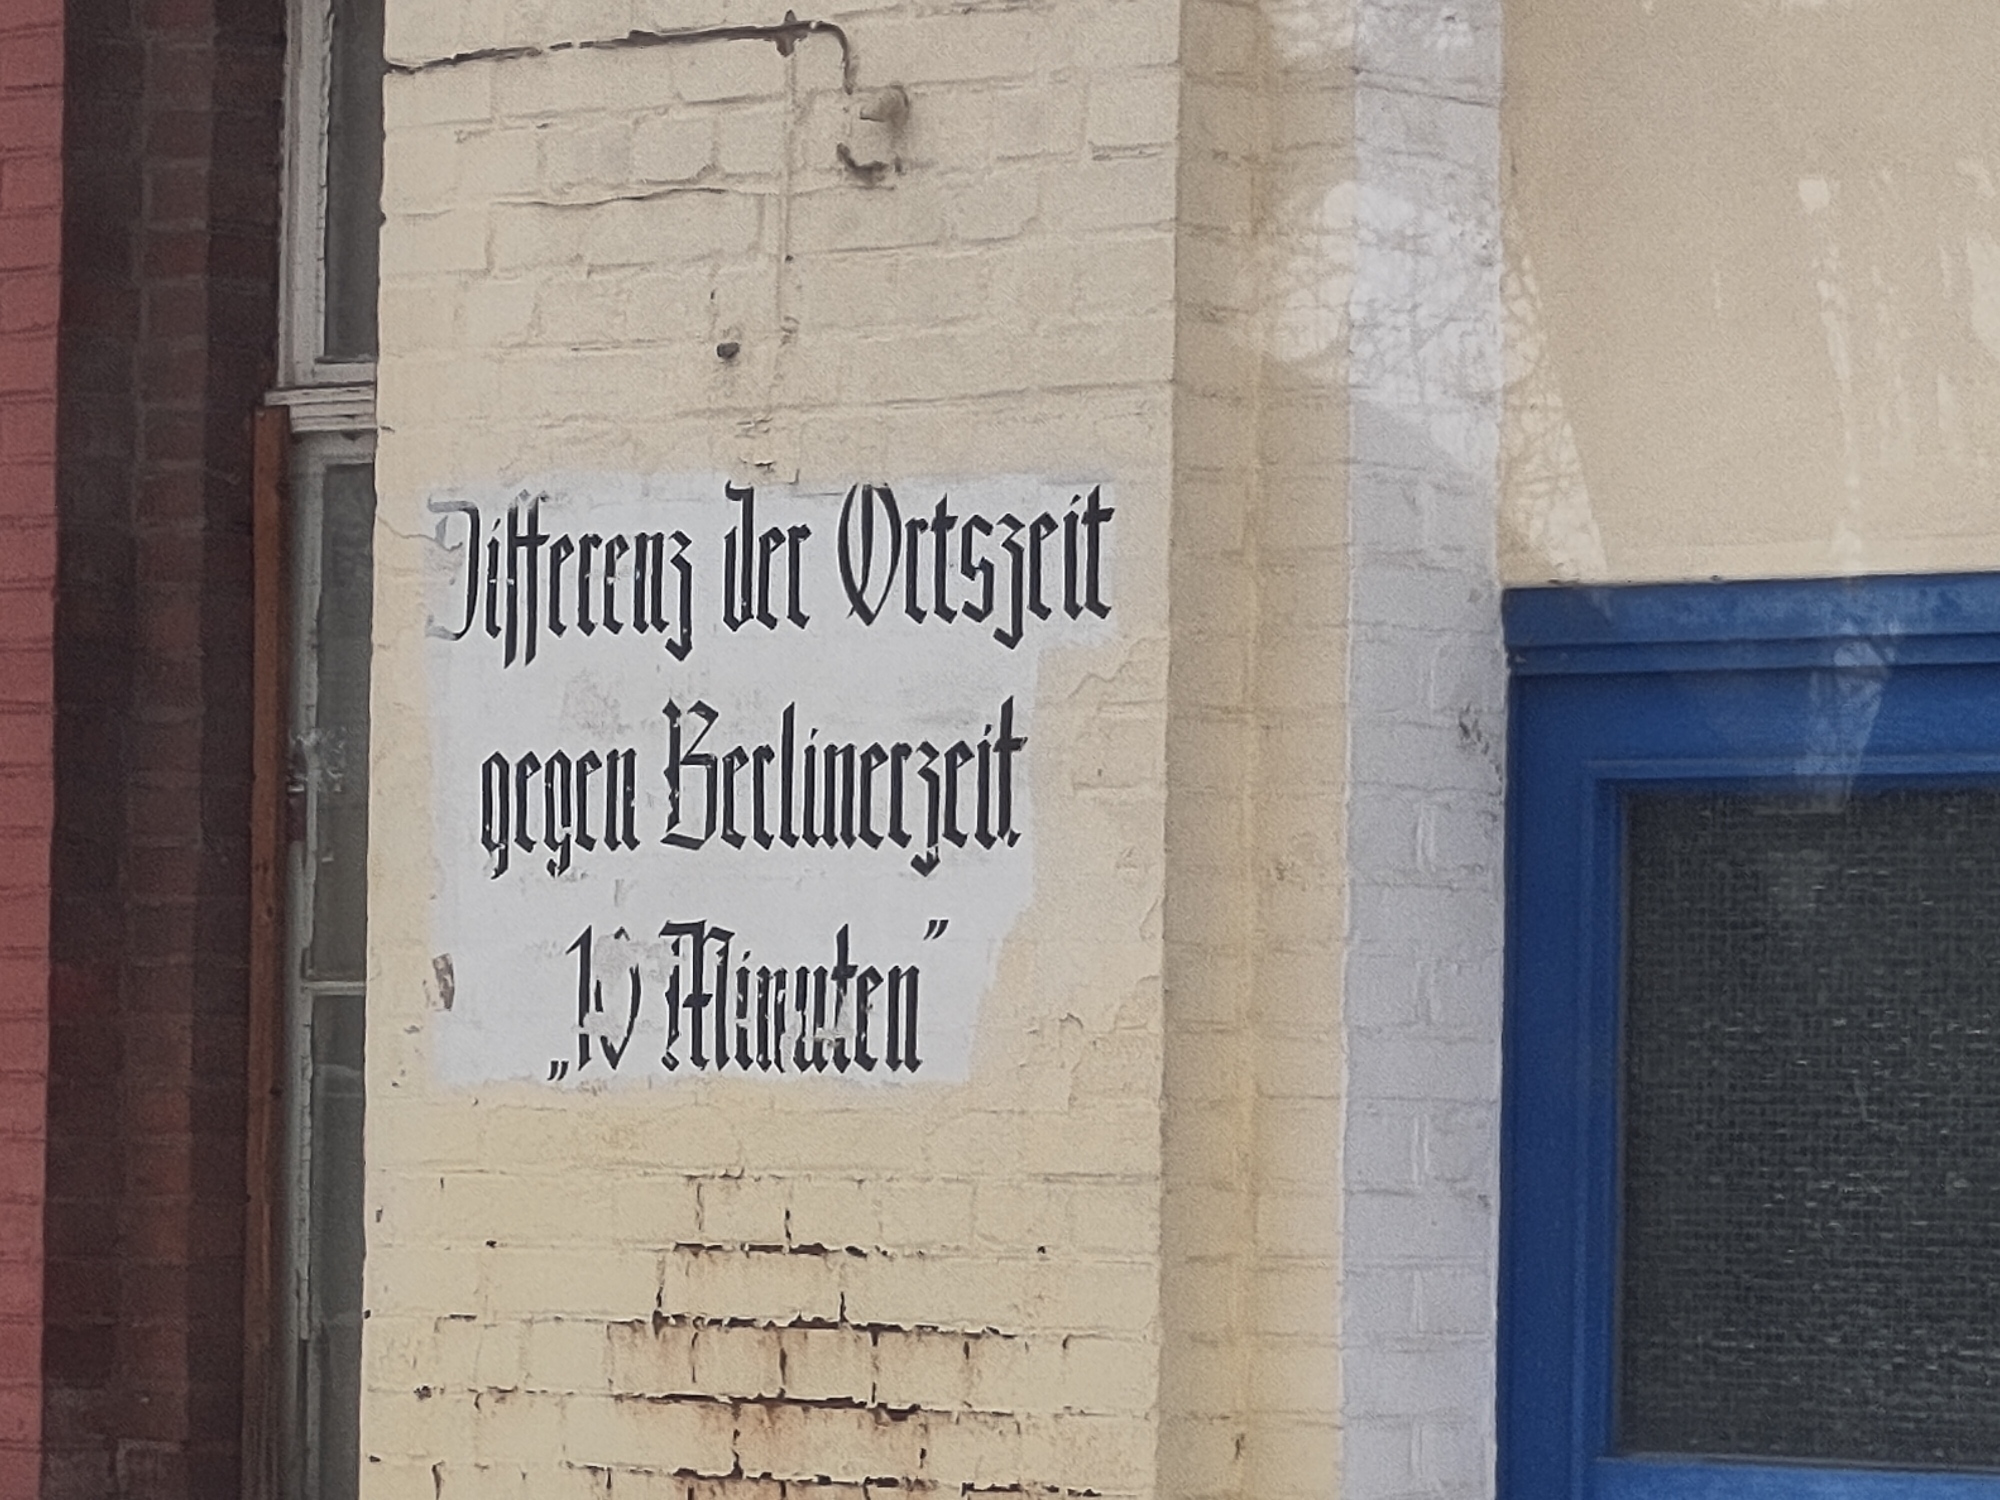 Differenz der Ortszeit
gegen Berlinerzeit.
„10 Minuten”